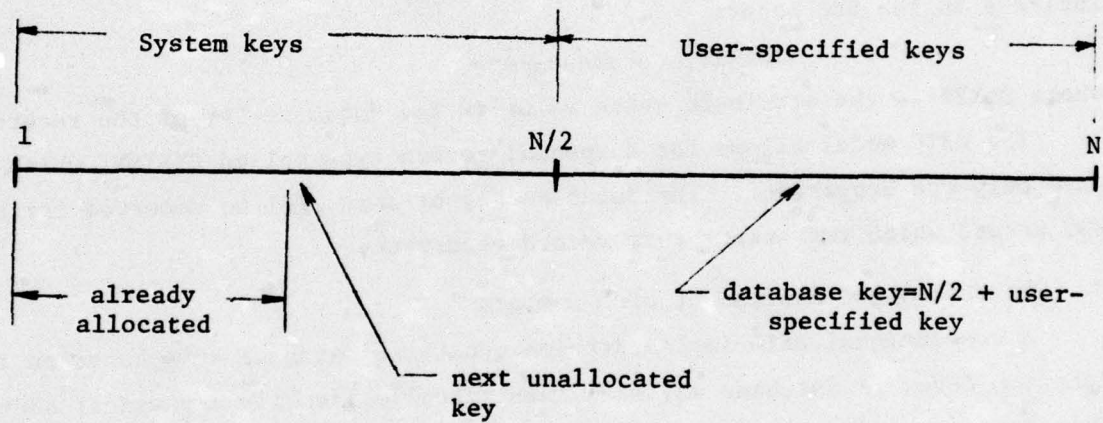 System keys
User-specified keys
1
N/2
N
already
allocated
database key=N/2 + user-
specified key
next unallocated
key